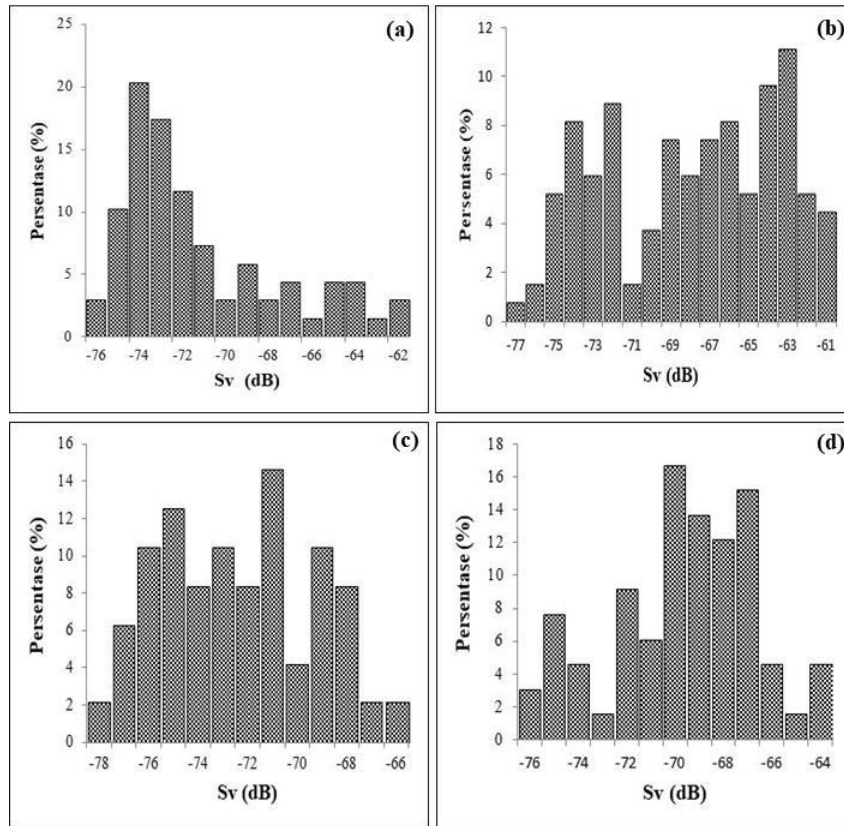 (a)
25
20
15
10
5
0
Persentase (%)
-76 -74 -72 -70 -68 -66 -64 -62
Sv (dB)
(b)
12
10
8
6
4
2
0
Persentase (%)
-77 -75 -73 -71 -69 -67 -65 -63 -61
Sv (dB)
(c)
16
14
12
10
8
6
4
2
0
Persentase (%)
-78 -76 -74 -72 -70 -68 -66
Sv (dB)
(d)
18
16
14
12
10
8
6
4
2
0
Persentase (%)
-76 -74 -72 -70 -68 -66 -64
Sv (dB)